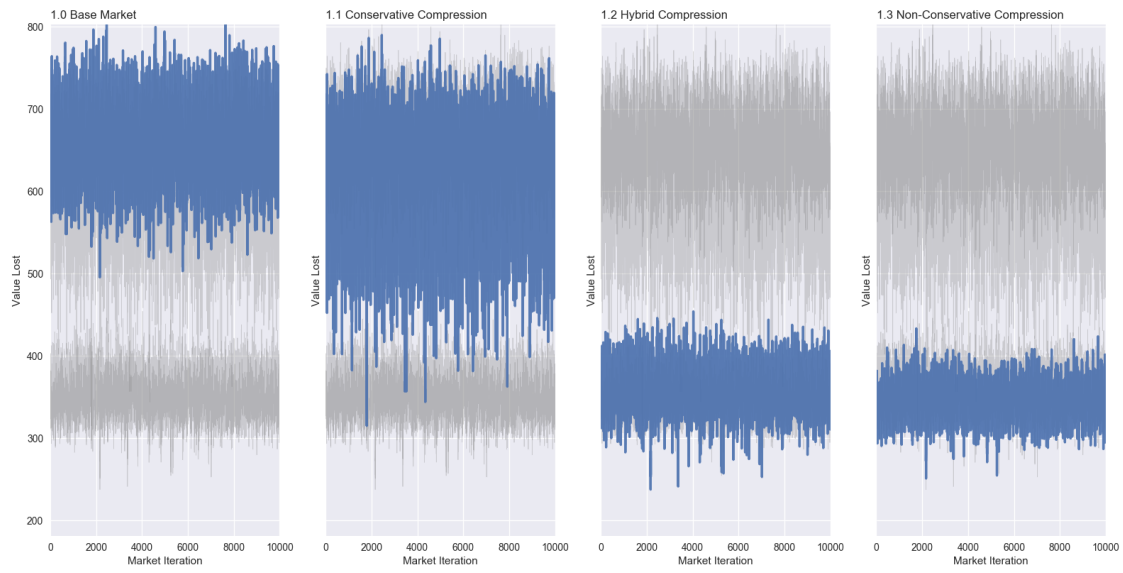 1.0 Base Market
1.1 Conservative Compression
1.2 Hybrid Compression
1.3 Non-Conservative Compression
800
700
600
500
400
300
200
Value Lost
Value Lost
Value Lost
Value Lost
0 2000 4000 6000 8000 10000
0 2000 4000 6000 8000 10000
0 2000 4000 6000 8000 10000
0 2000 4000 6000 8000 10000
Market Iteration
Market Iteration
Market Iteration
Market Iteration